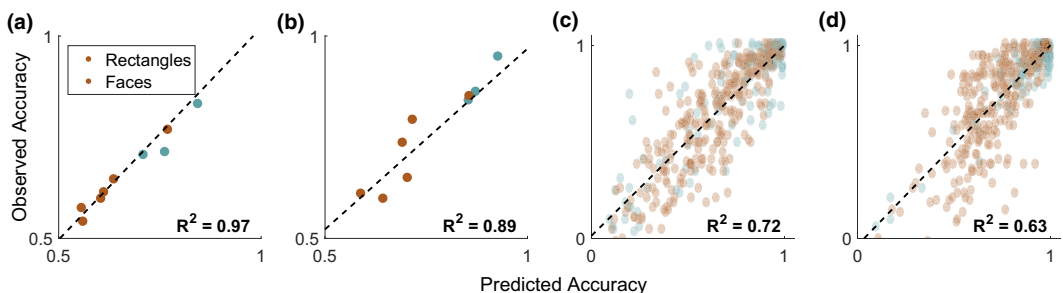 (a)
(b)
(c)
(d)
Observed Accuracy
1
0.5
0.5
1
Rectangles
Faces
R² = 0.97
1
0.5
0.5
1
R² = 0.89
1
0
0
1
R² = 0.72
1
0
0
1
R² = 0.63
Predicted Accuracy